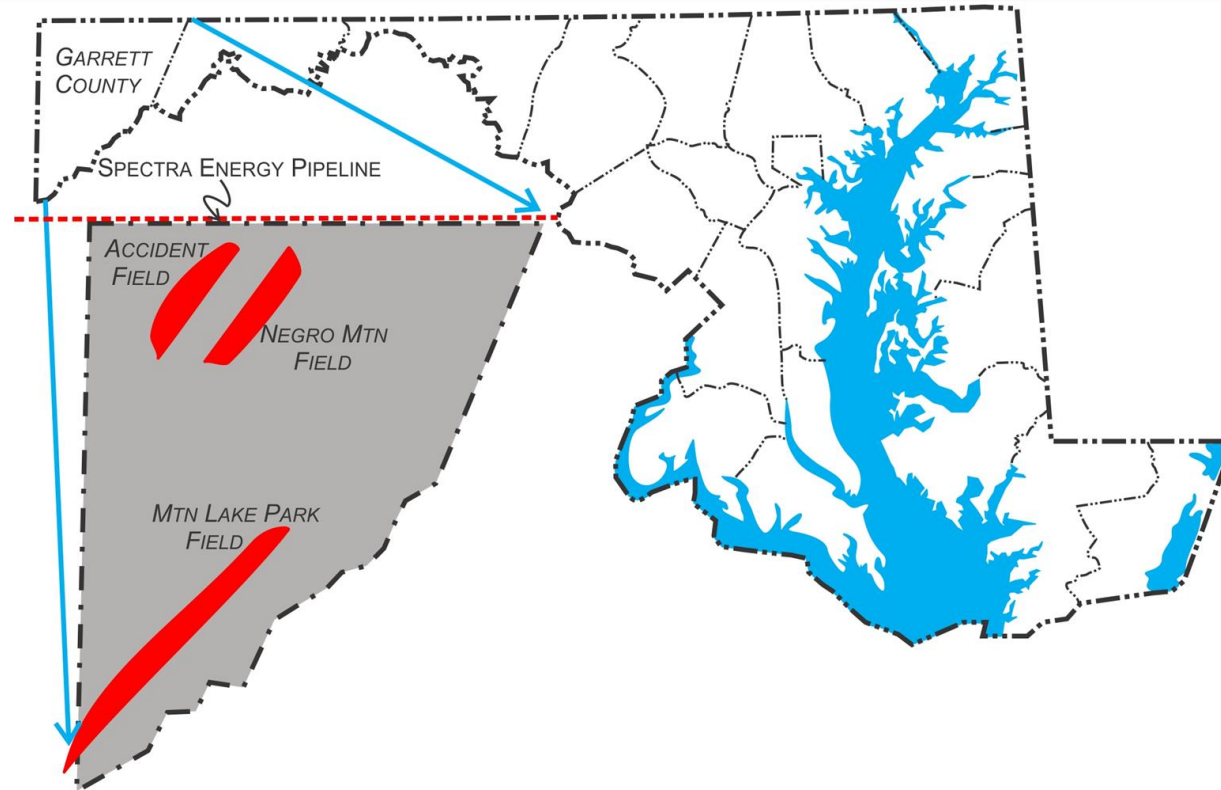 GARRETT
COUNTY
SPECTRA ENERGY PIPELINE
ACCIDENT
FIELD
NEGRO MTN
FIELD
MTN LAKE PARK
FIELD